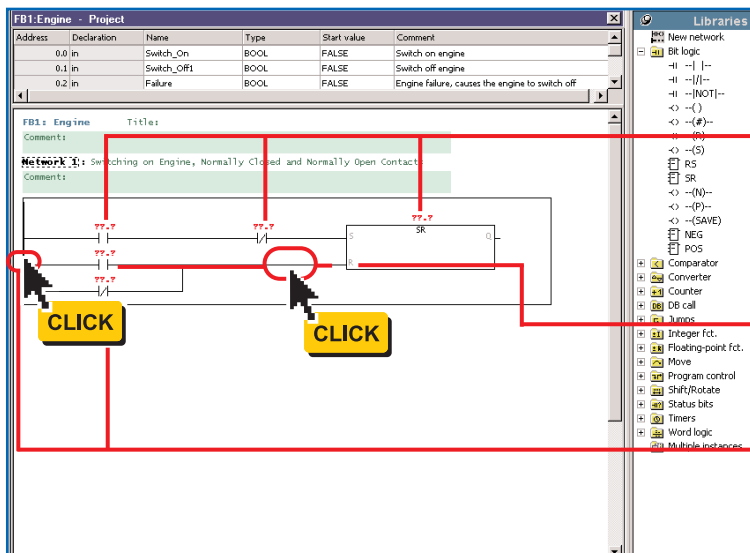 FB1:Engine - Project
Address Declaration Name Type Start value Comment
0.0 in Switch_On BOOL FALSE Switch on engine
0.1 in Switch_Off1 BOOL FALSE Switch off engine
0.2 in Failure BOOL FALSE Engine failure, causes the engine to switch off
FB1: Engine Title:
Comment:
Network 1: Switching on Engine, Normally Closed and Normally Open Contacts
Comment:
??.? ??.? ??.?
SR
S Q
??.?
R
??.?
CLICK
CLICK
Libraries
New network
Bit logic
--| |--
--|/|--
--|NOT|--
--( )
--(#)--
--(R)
--(S)
RS
SR
--(N)--
--(P)--
--(SAVE)
NEG
POS
Comparator
Converter
Counter
DB call
Jumps
Integer fct.
Floating-point fct.
Move
Program control
Shift/Rotate
Status bits
Timers
Word logic
Multiple instances